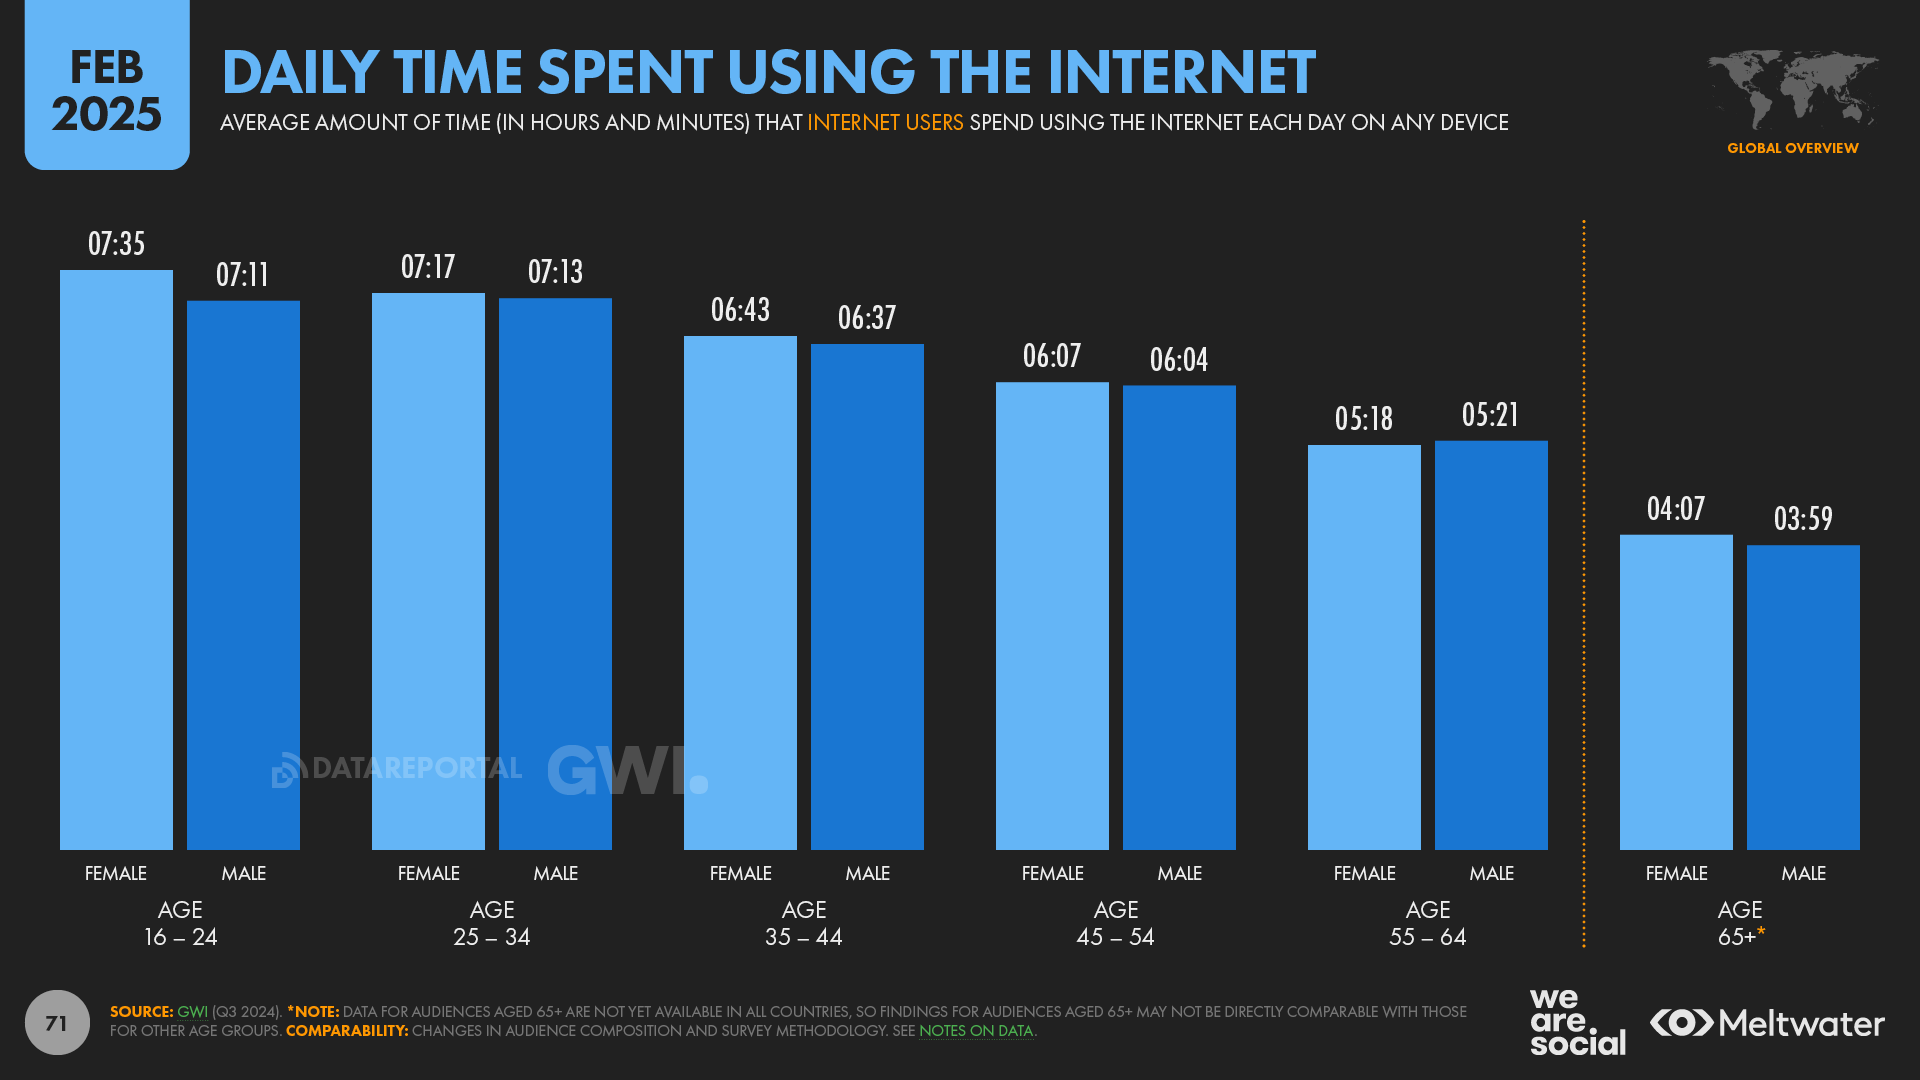 FEB
2025
DAILY TIME SPENT USING THE INTERNET
AVERAGE AMOUNT OF TIME (IN HOURS AND MINUTES) THAT INTERNET USERS SPEND USING THE INTERNET EACH DAY ON ANY DEVICE
GLOBAL OVERVIEW
07:35
07:11
07:17
07:13
06:43
06:37
06:07
06:04
05:18
05:21
04:07
03:59
DATAREPORTAL
GWI.
FEMALE MALE FEMALE MALE FEMALE MALE FEMALE MALE FEMALE MALE FEMALE MALE
AGE
16 – 24
AGE
25 – 34
AGE
35 – 44
AGE
45 – 54
AGE
55 – 64
AGE
65+*
71
SOURCE: GWI (Q3 2024). *NOTE: DATA FOR AUDIENCES AGED 65+ ARE NOT YET AVAILABLE IN ALL COUNTRIES, SO FINDINGS FOR AUDIENCES AGED 65+ MAY NOT BE DIRECTLY COMPARABLE WITH THOSE
FOR OTHER AGE GROUPS. COMPARABILITY: CHANGES IN AUDIENCE COMPOSITION AND SURVEY METHODOLOGY. SEE NOTES ON DATA.
we
are
social
Meltwater